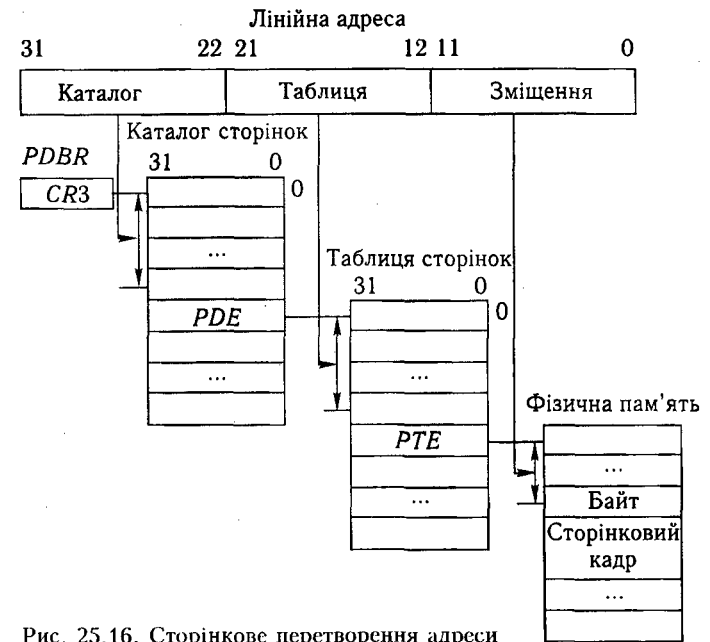 Лінійна адреса
31 22 21 12 11 0
Каталог Таблиця Зміщення
Каталог сторінок
PDBR 31 0
CR3 0
...
Таблиця сторінок
31 0
PDE 0
...
...
Фізична пам'ять
PTE
...
...
Байт
Сторінковий
кадр
...
Рис. 25.16. Сторінкове перетворення адреси